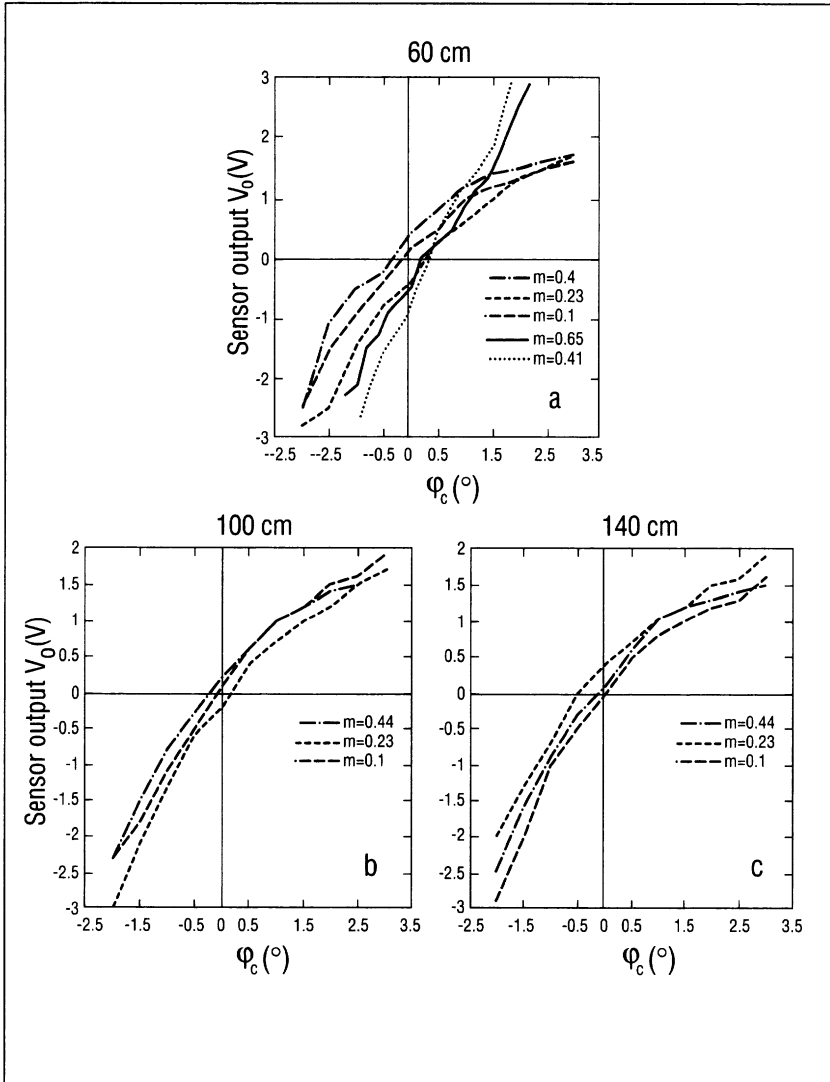 60 cm
Sensor output V0(V)
3
2
1
0
-1
-2
-3
m=0.4
m=0.23
m=0.1
m=0.65
m=0.41
a
--2.5 --2.5 --0.5 0 0.5 1.5 2.5 3.5
φc (°)
100 cm
Sensor output V0(V)
2
1.5
1
0.5
0
-0.5
-1
-1.5
-2
-2.5
-3
m=0.44
m=0.23
m=0.1
b
-2.5 -1.5 -0.5 0 0.5 1.5 2.5 3.5
φc (°)
140 cm
2
1.5
1
0.5
0
-0.5
-1
-1.5
-2
-2.5
-3
m=0.44
m=0.23
m=0.1
c
-2.5 -1.5 -0.5 0 0.5 1.5 2.5 3.5
φc (°)